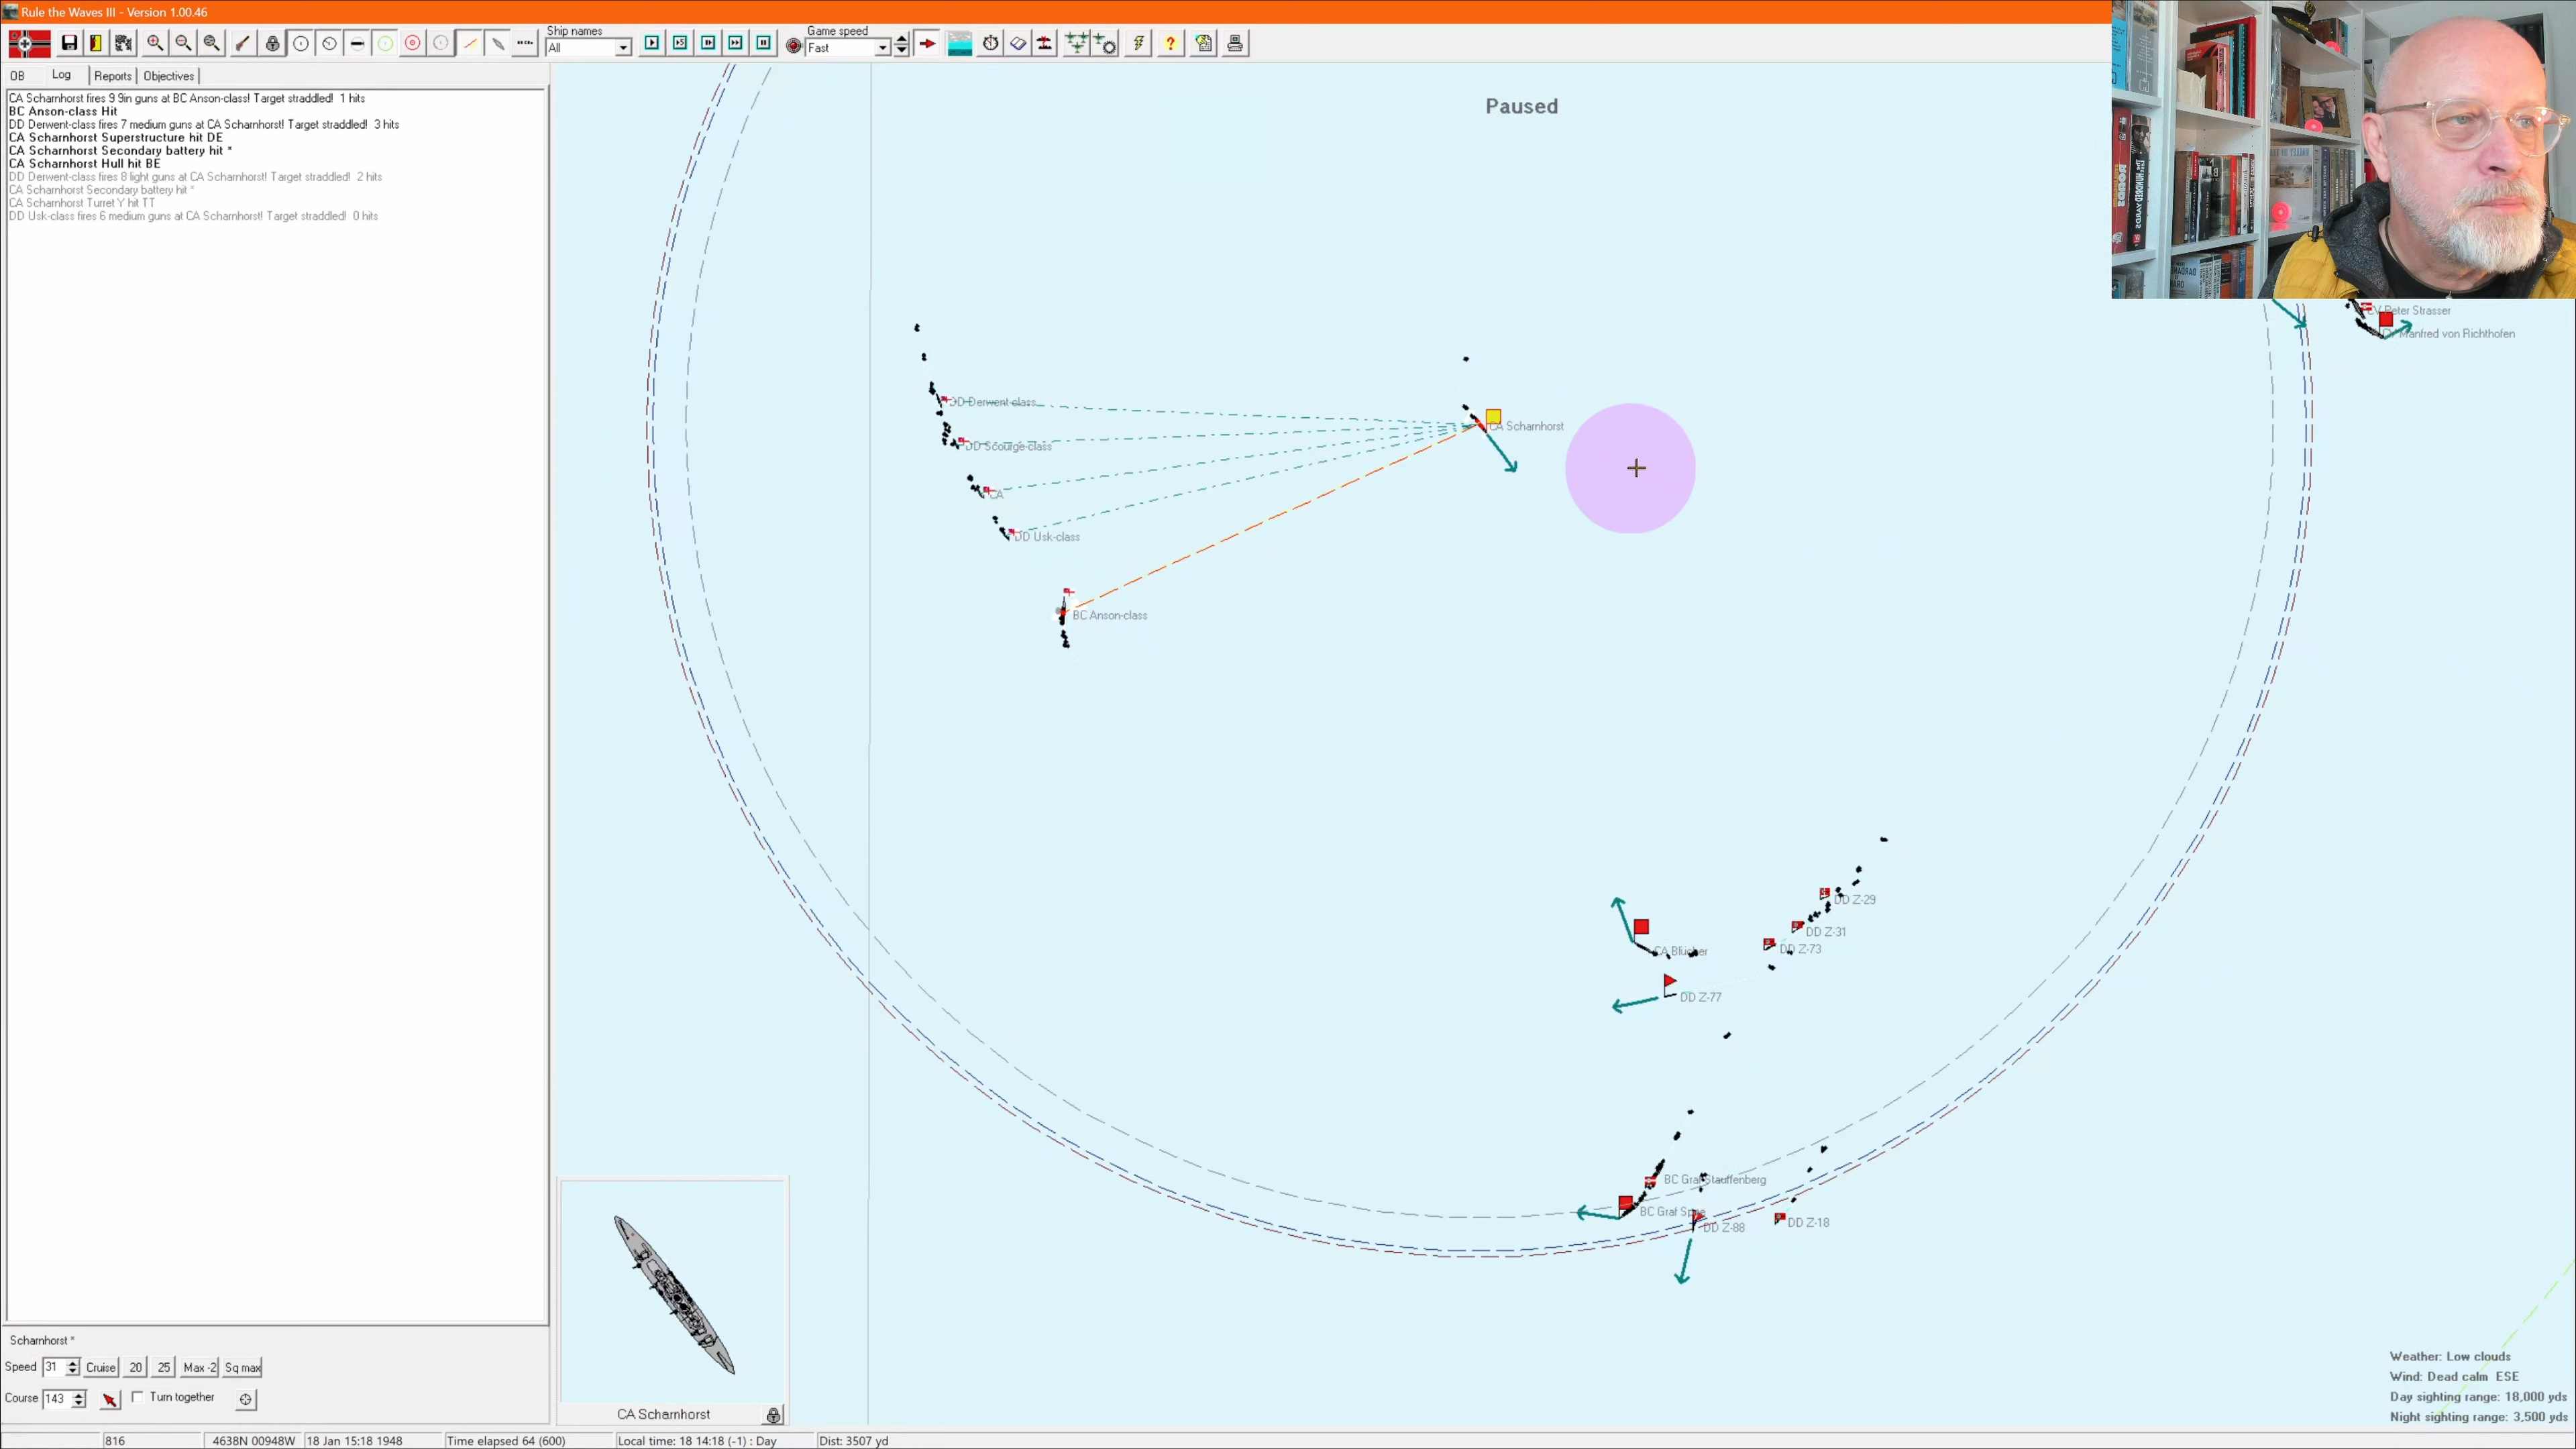 Rule the Waves III - Version 1.00.46
Ship names
All
Game speed
Fast
OB
Log
Reports
Objectives
CA Scharnhorst fires 9 9in guns at BC Anson-class! Target straddled! 1 hits
BC Anson-class Hit
DD Derwent-class fires 7 medium guns at CA Scharnhorst! Target straddled! 3 hits
CA Scharnhorst Superstructure hit DE
CA Scharnhorst Secondary battery hit *
CA Scharnhorst Hull hit BE
DD Derwent-class fires 8 light guns at CA Scharnhorst! Target straddled! 2 hits
CA Scharnhorst Secondary battery hit *
CA Scharnhorst Turret Y hit TT
DD Usk-class fires 6 medium guns at CA Scharnhorst! Target straddled! 0 hits
Paused
CV Peter Strasser
Manfred von Richthofen
DD Derwent-class
CA Scharnhorst
DD Scourge-class
CA
DD Usk-class
BC Anson-class
DD Z-29
DD Z-31
DD Z-73
CA Blücher
DD Z-77
BC Graf Stauffenberg
BC Graf Spee
DD Z-88
DD Z-18
CA Scharnhorst
Scharnhorst *
Speed 31 Cruise 20 25 Max -2 Sq max
Course 143 Turn together
Weather: Low clouds
Wind: Dead calm ESE
Day sighting range: 18,000 yds
Night sighting range: 3,500 yds
816
4638N 00948W
18 Jan 15:18 1948
Time elapsed 64 (600)
Local time: 18 14:18 (-1) : Day
Dist: 3507 yd